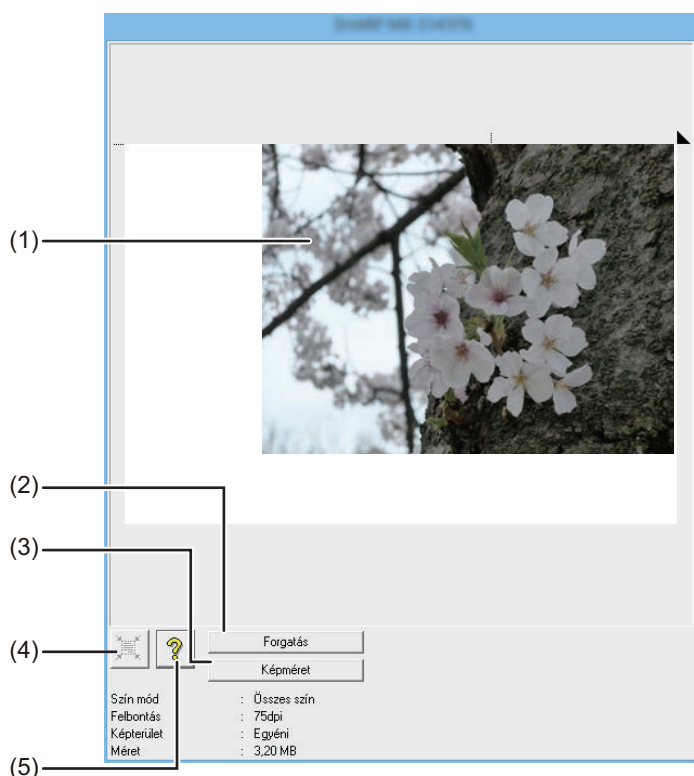 (1)
(2)
(3)
(4)
(5)
Forgatás
Képméret
Szín mód : Összes szín
Felbontás : 75dpi
Képterület : Egyéni
Méret : 3,20 MB